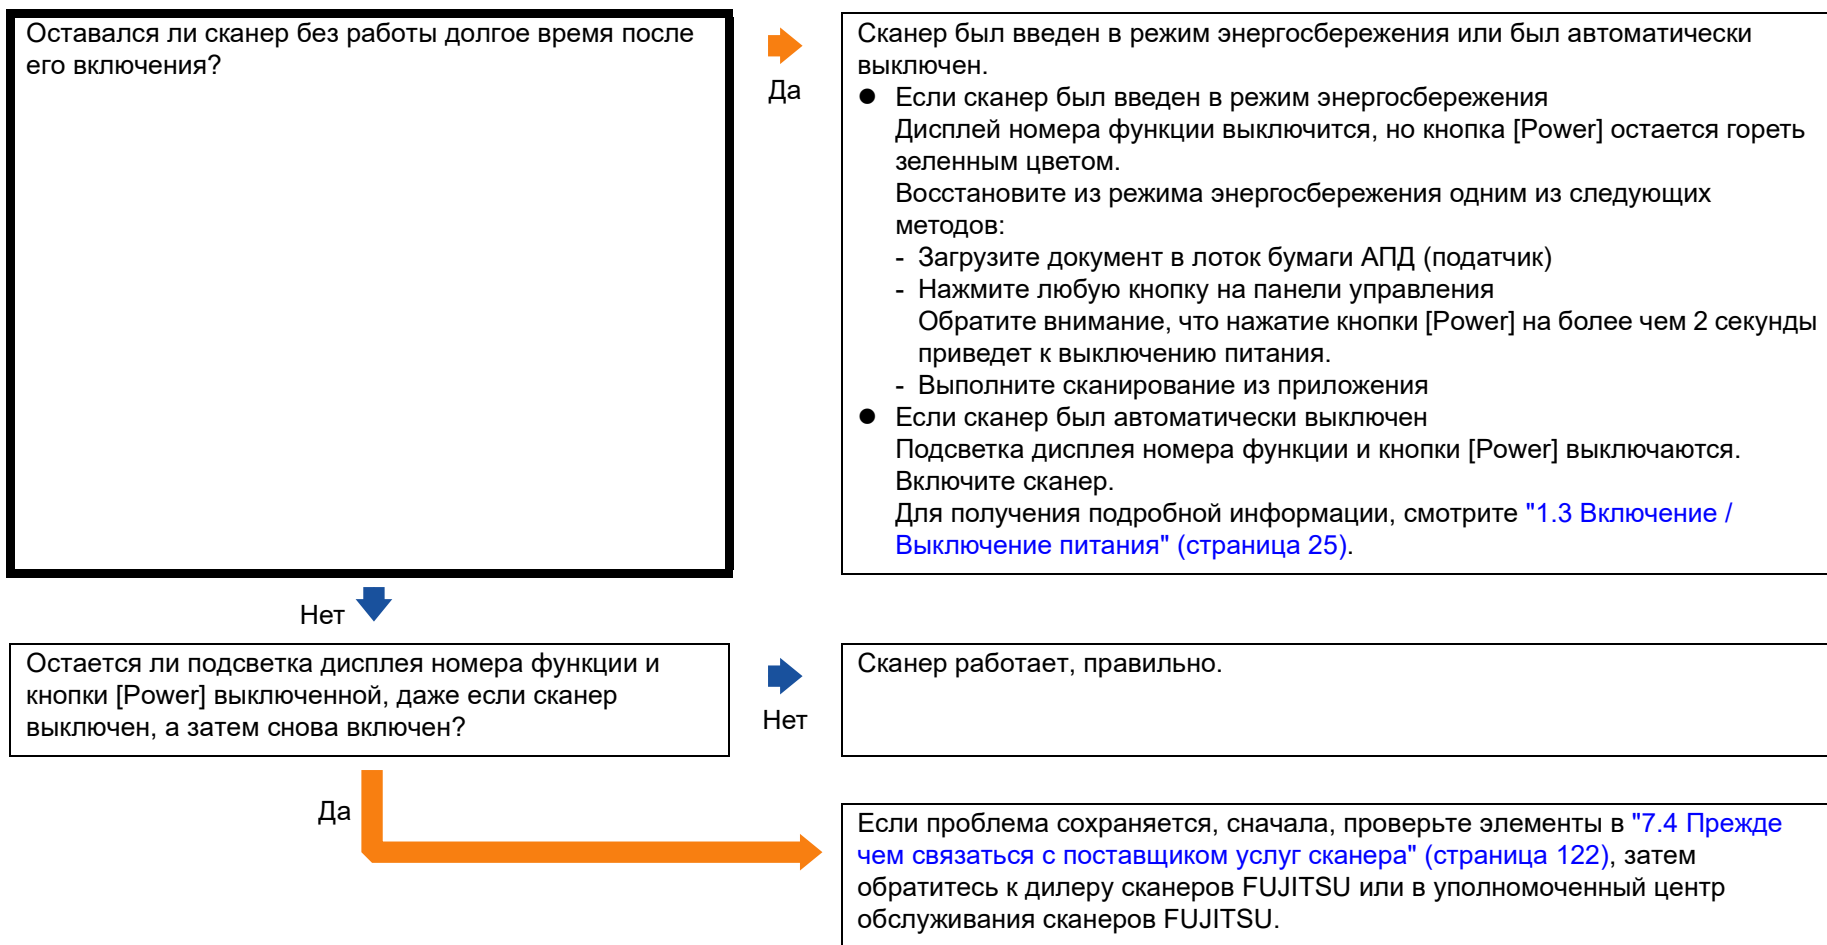 Оставался ли сканер без работы долгое время после
его включения?
Да
Сканер был введен в режим энергосбережения или был автоматически
выключен.
● Если сканер был введен в режим энергосбережения
Дисплей номера функции выключится, но кнопка [Power] остается гореть
зеленным цветом.
Восстановите из режима энергосбережения одним из следующих
методов:
- Загрузите документ в лоток бумаги АПД (податчик)
- Нажмите любую кнопку на панели управления
Обратите внимание, что нажатие кнопки [Power] на более чем 2 секунды
приведет к выключению питания.
- Выполните сканирование из приложения
● Если сканер был автоматически выключен
Подсветка дисплея номера функции и кнопки [Power] выключаются.
Включите сканер.
Для получения подробной информации, смотрите "1.3 Включение /
Выключение питания" (страница 25).
Нет
Остается ли подсветка дисплея номера функции и
кнопки [Power] выключенной, даже если сканер
выключен, а затем снова включен?
Нет
Сканер работает, правильно.
Да
Если проблема сохраняется, сначала, проверьте элементы в "7.4 Прежде
чем связаться с поставщиком услуг сканера" (страница 122), затем
обратитесь к дилеру сканеров FUJITSU или в уполномоченный центр
обслуживания сканеров FUJITSU.